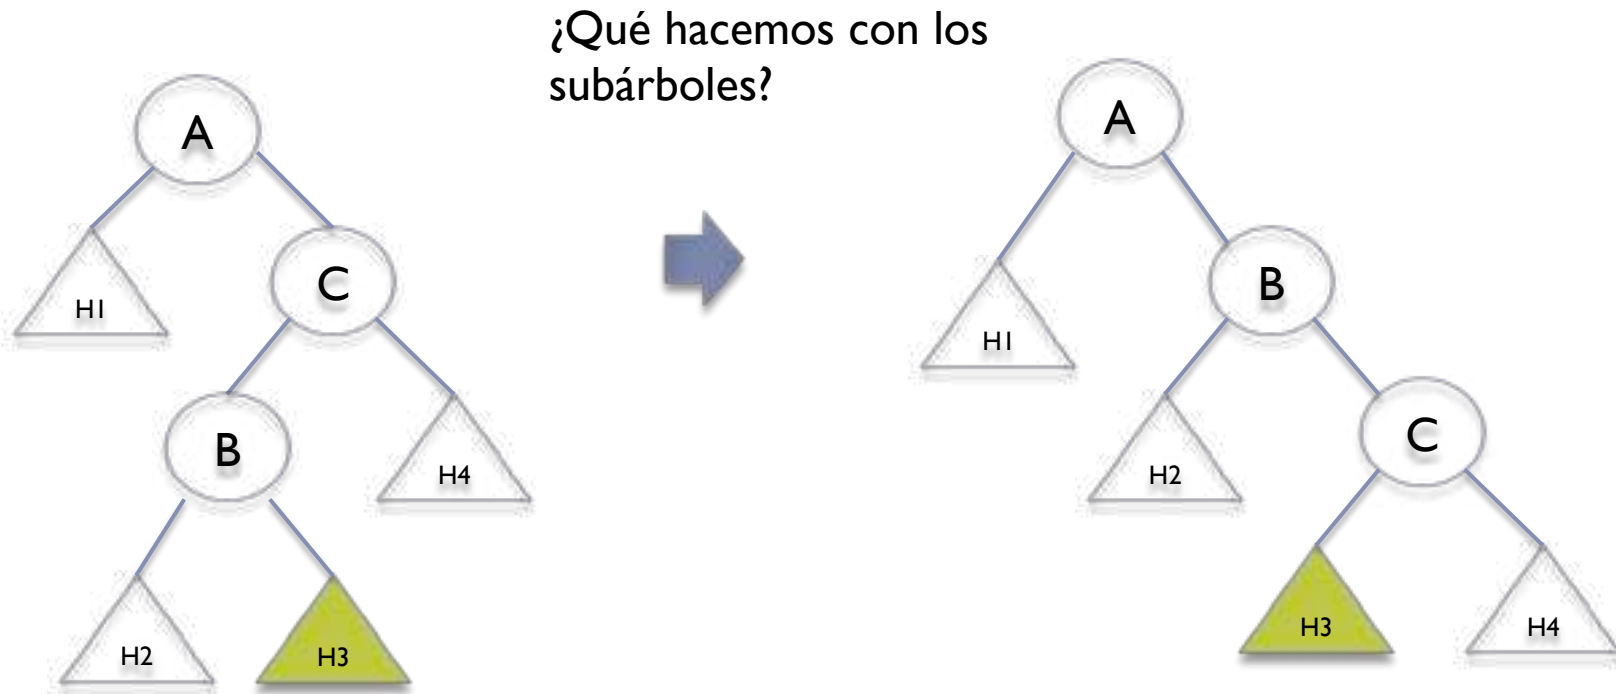 ¿Qué hacemos con los
subárboles?
A
H1
C
B
H4
H2
H3
A
H1
B
H2
C
H3
H4